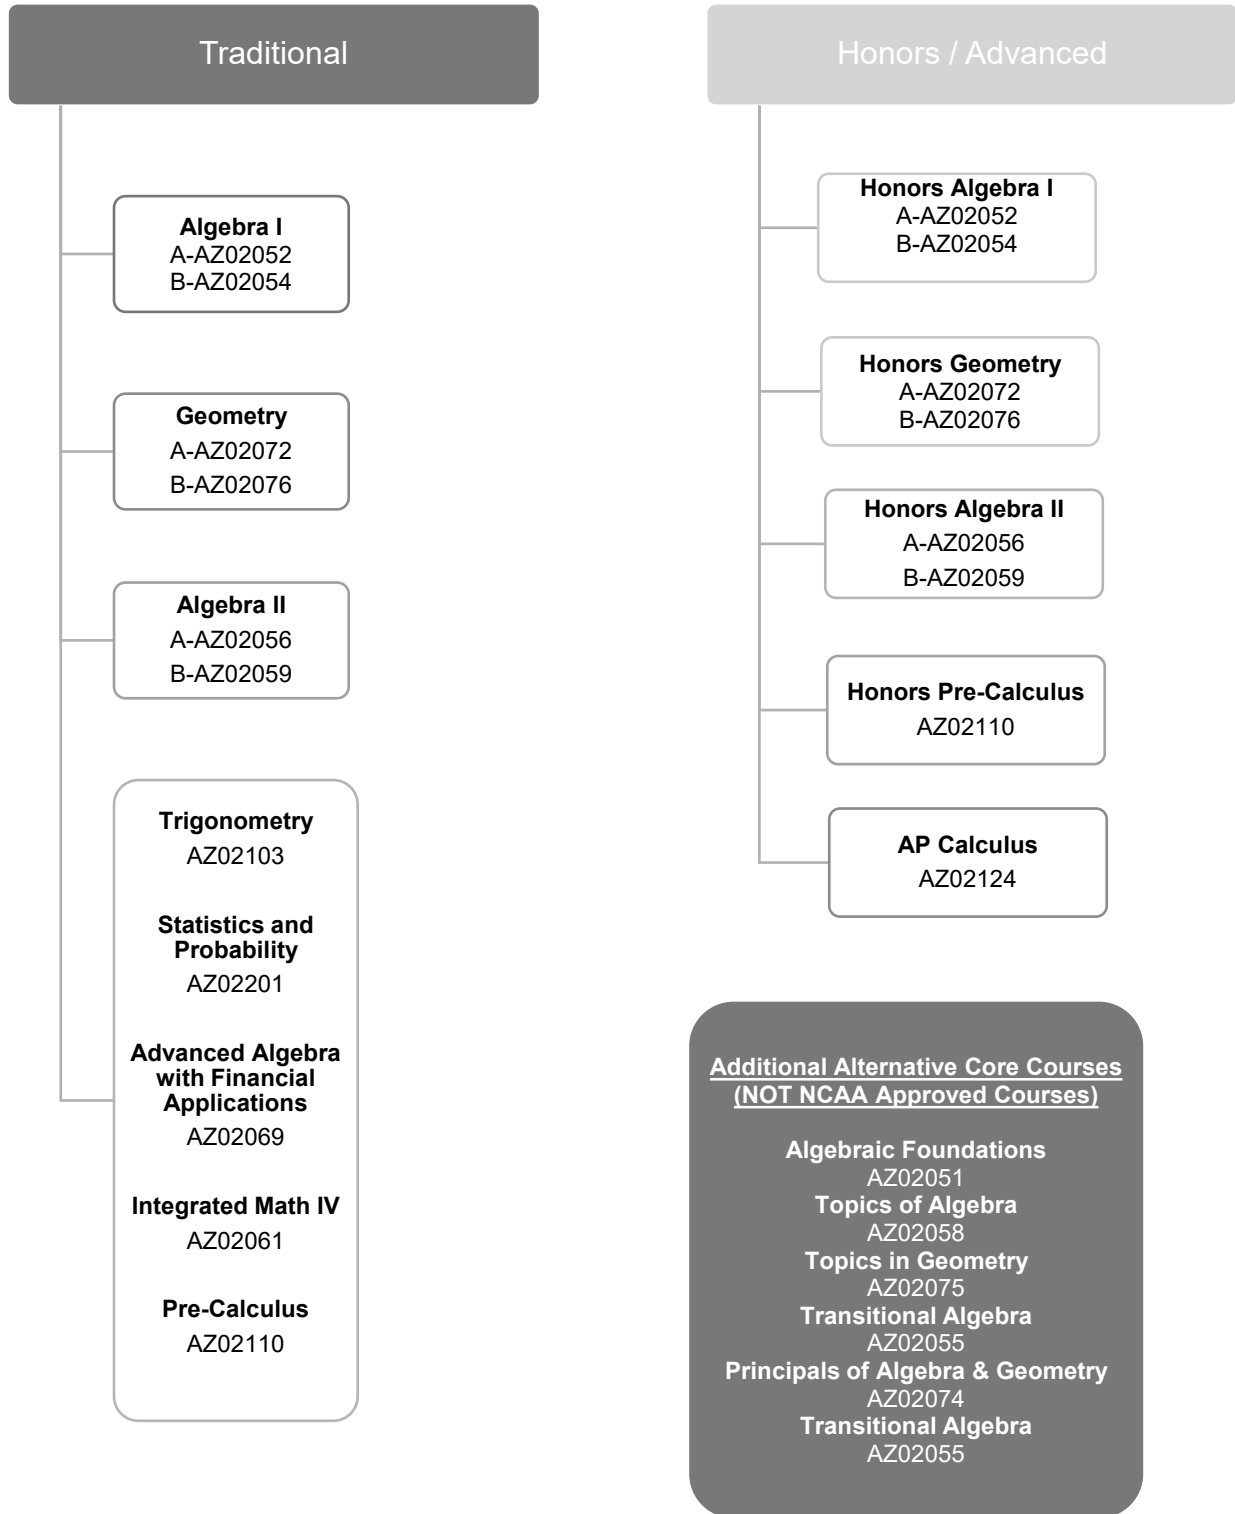 Traditional
Algebra I
A-AZ02052
B-AZ02054
Geometry
A-AZ02072
B-AZ02076
Algebra II
A-AZ02056
B-AZ02059
Trigonometry
AZ02103
Statistics and
Probability
AZ02201
Advanced Algebra
with Financial
Applications
AZ02069
Integrated Math IV
AZ02061
Pre-Calculus
AZ02110
Honors / Advanced
Honors Algebra I
A-AZ02052
B-AZ02054
Honors Geometry
A-AZ02072
B-AZ02076
Honors Algebra II
A-AZ02056
B-AZ02059
Honors Pre-Calculus
AZ02110
AP Calculus
AZ02124
Additional Alternative Core Courses
(NOT NCAA Approved Courses)
Algebraic Foundations
AZ02051
Topics of Algebra
AZ02058
Topics in Geometry
AZ02075
Transitional Algebra
AZ02055
Principals of Algebra & Geometry
AZ02074
Transitional Algebra
AZ02055